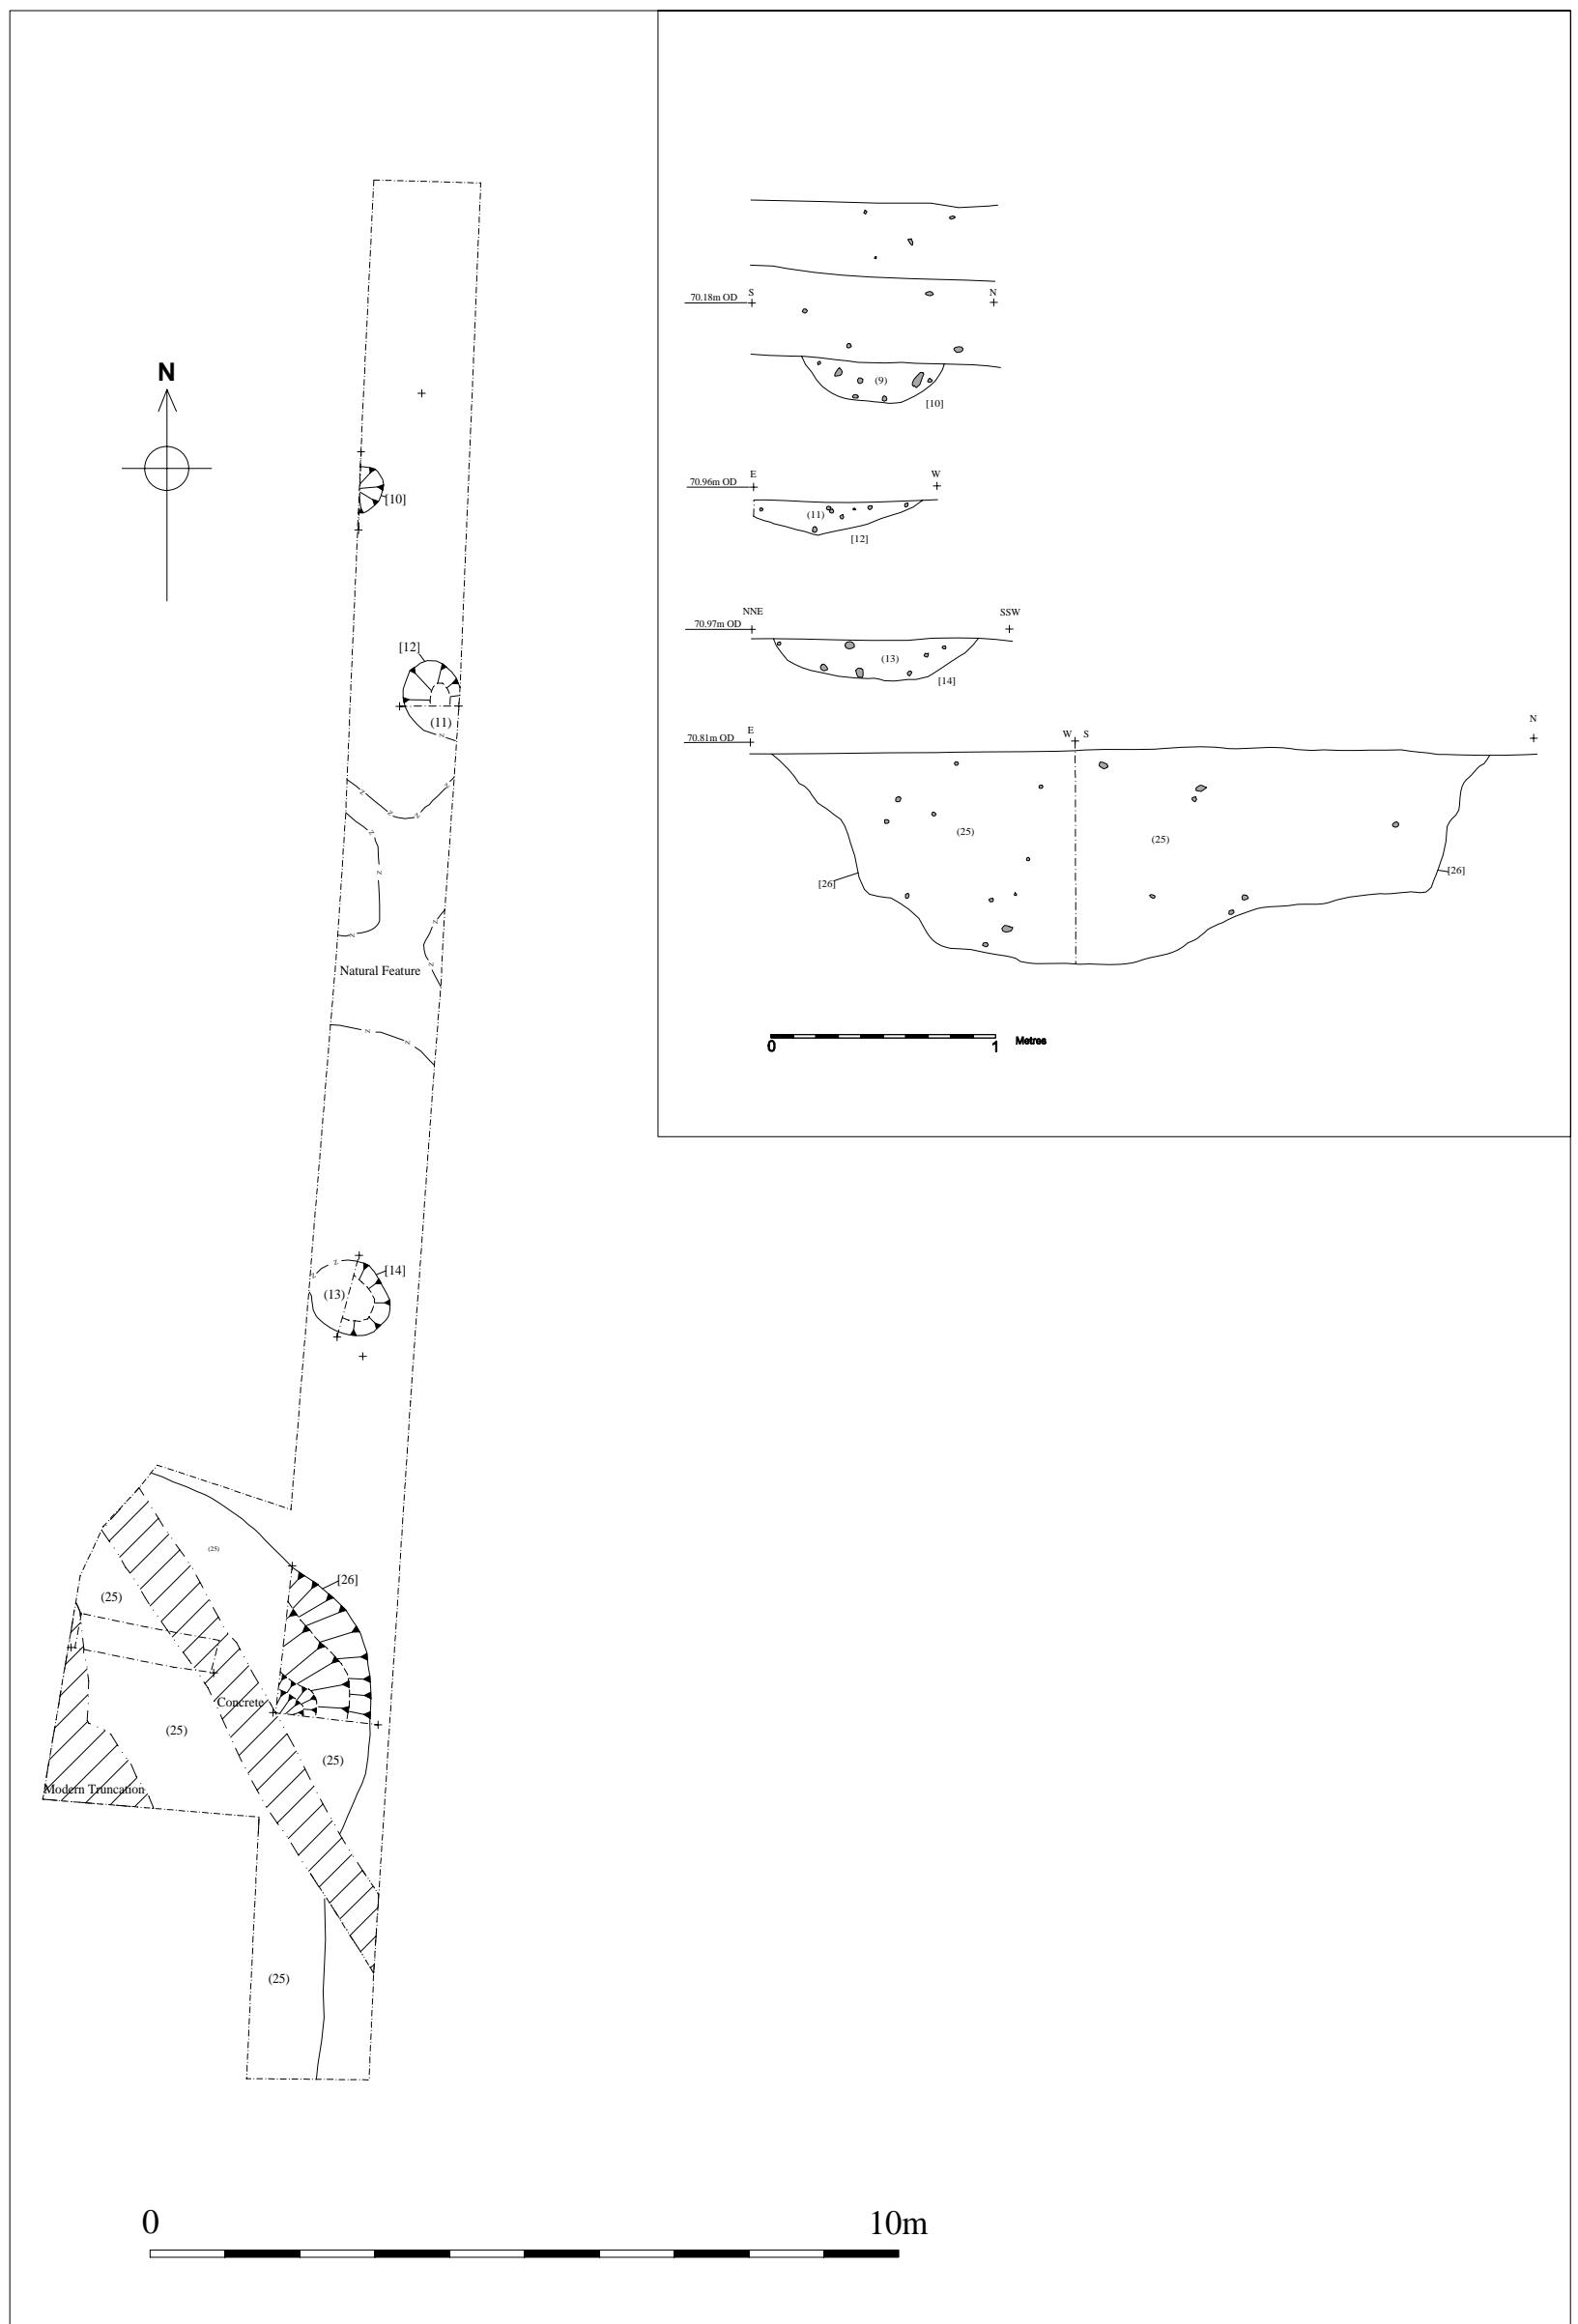 N
[10]
[12]
(11)
Natural Feature
[14]
(13)
(25)
[26]
(25)
Concrete
(25)
(25)
Modern Truncation
(25)
0 10m
70.18m OD S N
(9)
[10]
E W
70.96m OD
(11)
[12]
NNE SSW
70.97m OD
(13)
[14]
E W S N
70.81m OD
(25) (25)
[26] [26]
0 1 Metres